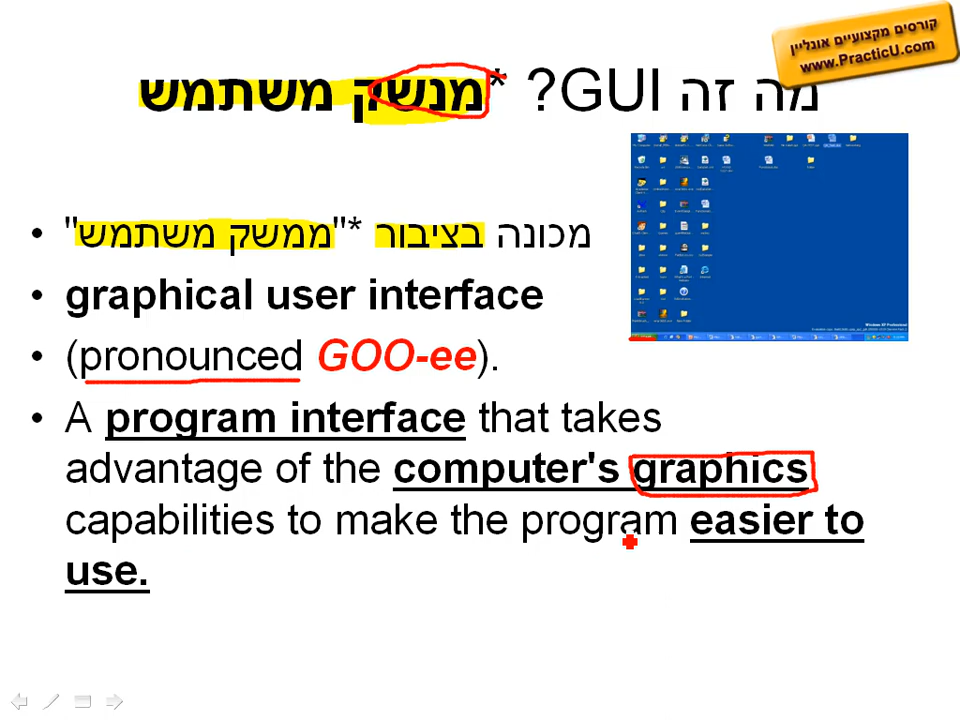 קורסים מקצועיים אונליין
www.PracticU.com
מה זה GUI? *מנשק משתמש
• מכונה בציבור *"ממשק משתמש"
• graphical user interface
• (pronounced GOO-ee).
• A program interface that takes
advantage of the computer's graphics
capabilities to make the program easier to
use.